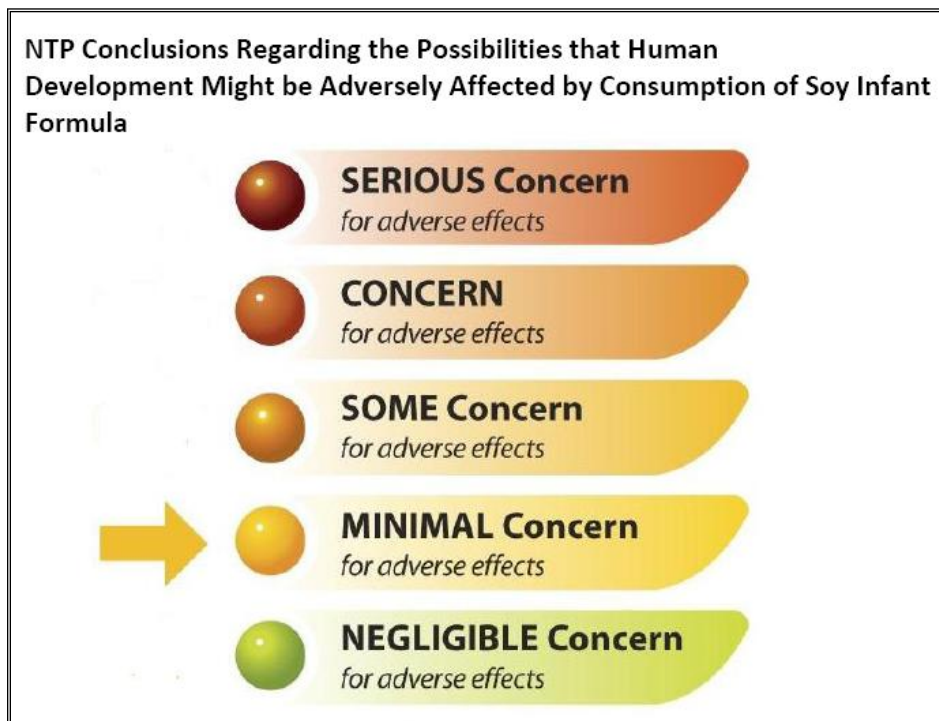 NTP Conclusions Regarding the Possibilities that Human
Development Might be Adversely Affected by Consumption of Soy Infant
Formula
SERIOUS Concern
for adverse effects
CONCERN
for adverse effects
SOME Concern
for adverse effects
MINIMAL Concern
for adverse effects
NEGLIGIBLE Concern
for adverse effects